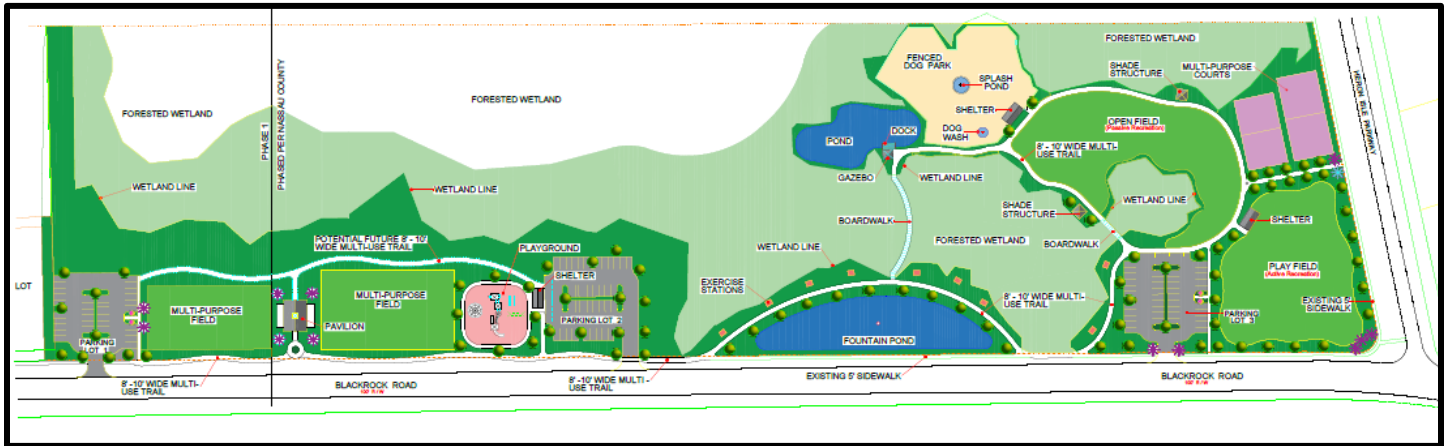 FORESTED WETLAND
FENCED
DOG PARK
SPLASH
POND
SHADE
STRUCTURE
MULTI-PURPOSE
COURTS
HERON ISLE PARKWAY
FORESTED WETLAND
FORESTED WETLAND
PHASE 1
PHASED PER NASSAU COUNTY
SHELTER
DOG
WASH
OPEN FIELD
(Passive Recreation)
POND
DOCK
8' - 10' WIDE MULTI-
USE TRAIL
GAZEBO
WETLAND LINE
WETLAND LINE
WETLAND LINE
WETLAND LINE
SHADE
STRUCTURE
SHELTER
BOARDWALK
BOARDWALK
FORESTED WETLAND
POTENTIAL FUTURE 8' - 10'
WIDE MULTI-USE TRAIL
PLAYGROUND
WETLAND LINE
SHELTER
EXERCISE
STATIONS
PLAY FIELD
(Active Recreation)
LOT
MULTI-PURPOSE
FIELD
MULTI-PURPOSE
FIELD
8' - 10' WIDE MULTI-
USE TRAIL
EXISTING 5'
SIDEWALK
PAVILION
PARKING LOT 2
PARKING
LOT 3
PARKING
LOT 1
FOUNTAIN POND
8' -10' WIDE MULTI-
USE TRAIL
BLACKROCK ROAD
8' -10' WIDE MULTI -
USE TRAIL
EXISTING 5' SIDEWALK
BLACKROCK ROAD